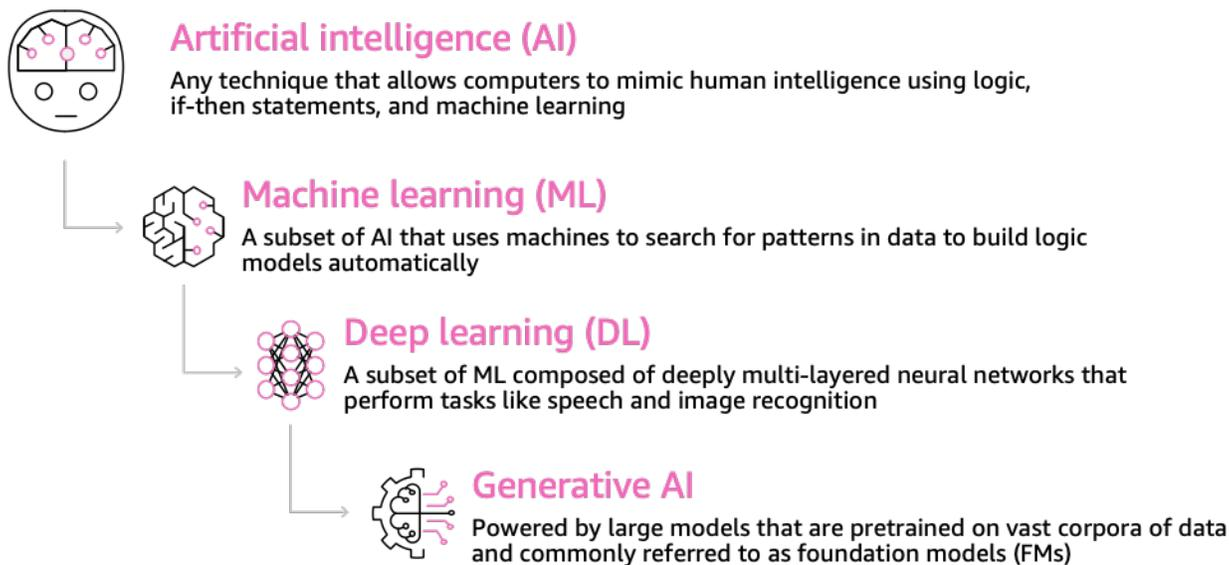 Artificial intelligence (AI)
Any technique that allows computers to mimic human intelligence using logic,
if-then statements, and machine learning
Machine learning (ML)
A subset of AI that uses machines to search for patterns in data to build logic
models automatically
Deep learning (DL)
A subset of ML composed of deeply multi-layered neural networks that
perform tasks like speech and image recognition
Generative AI
Powered by large models that are pretrained on vast corpora of data
and commonly referred to as foundation models (FMs)